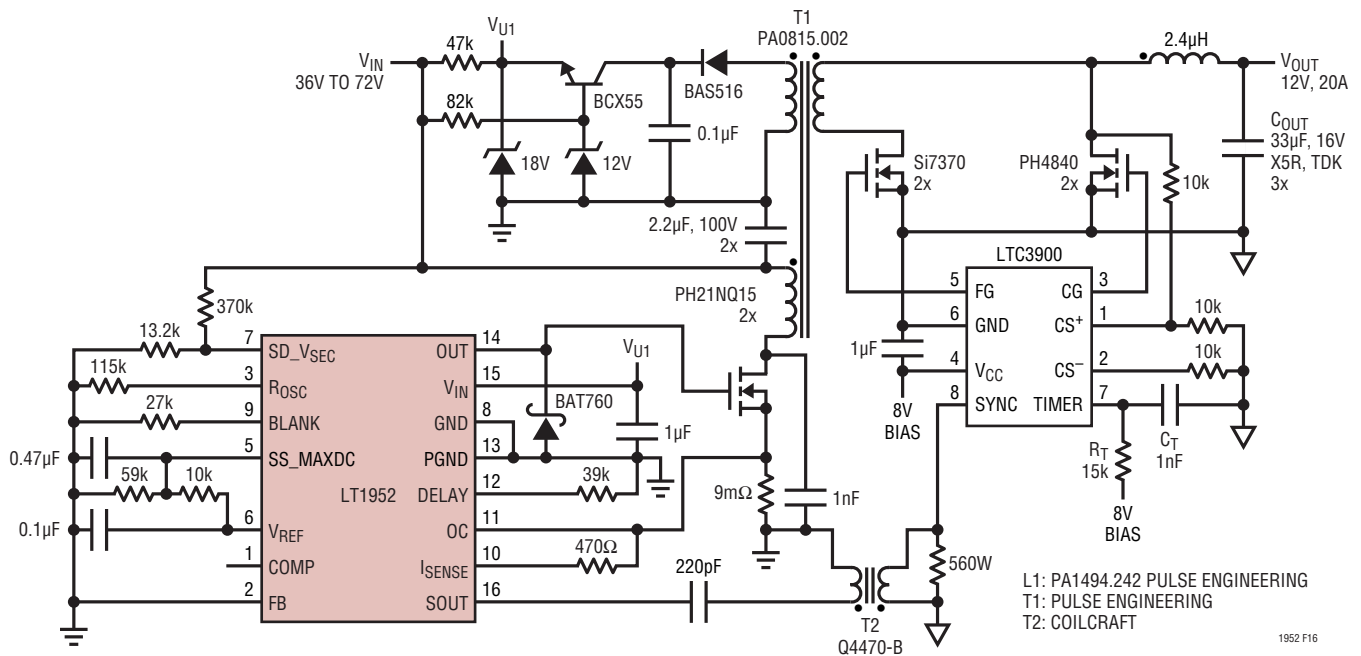 T1
PA0815.002
VU1
VIN
36V TO 72V
47k
82k
BCX55
BAS516
0.1µF
18V
12V
2.4µH
VOUT
12V, 20A
COUT
33µF, 16V
X5R, TDK
3x
Si7370
2x
PH4840
2x
10k
2.2µF, 100V
2x
PH21NQ15
2x
LTC3900
5
FG
CG
3
6
GND
CS+
1
4
VCC
CS–
2
8
SYNC
TIMER
7
10k
10k
1µF
8V
BIAS
RT
15k
CT
1nF
8V
BIAS
370k
13.2k
115k
27k
0.47µF
59k
10k
0.1µF
LT1952
7
SD_VSEC
3
ROSC
9
BLANK
5
SS_MAXDC
6
VREF
1
COMP
2
FB
OUT
14
VIN
15
GND
8
PGND
13
DELAY
12
OC
11
ISENSE
10
SOUT
16
VU1
BAT760
1µF
39k
470Ω
9mΩ
1nF
220pF
560W
T2
Q4470-B
L1: PA1494.242 PULSE ENGINEERING
T1: PULSE ENGINEERING
T2: COILCRAFT
1952 F16